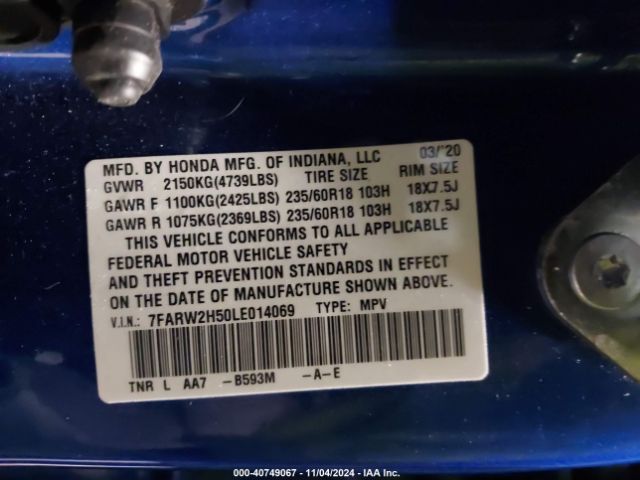 MFD. BY HONDA MFG. OF INDIANA, LLC 03/'20
GVWR 2150KG(4739LBS) TIRE SIZE RIM SIZE
GAWR F 1100KG(2425LBS) 235/60R18 103H 18X7.5J
GAWR R 1075KG(2369LBS) 235/60R18 103H 18X7.5J
THIS VEHICLE CONFORMS TO ALL APPLICABLE
FEDERAL MOTOR VEHICLE SAFETY
AND THEFT PREVENTION STANDARDS IN EFFECT
ON THE DATE OF MANUFACTURE SHOWN ABOVE.
V.I.N.: 7FARW2H50LE014069 TYPE: MPV
TNR L AA7 -B593M -A-E
000-40749067 - 11/04/2024 - IAA Inc.